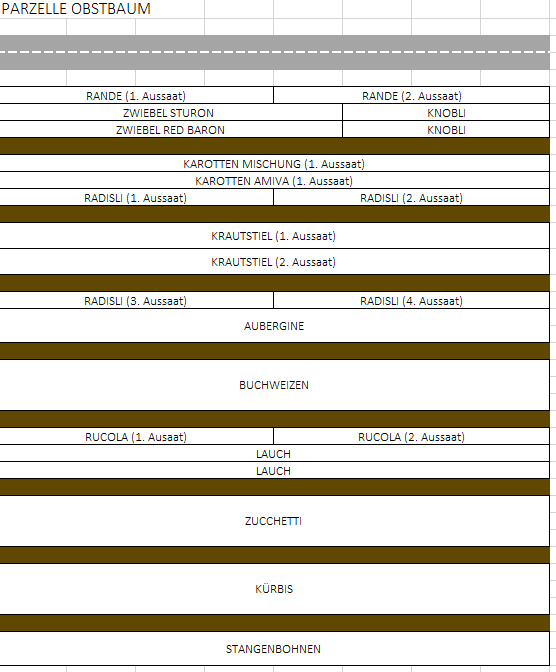 PARZELLE OBSTBAUM
RANDE (1. Aussaat) RANDE (2. Aussaat)
ZWIEBEL STURON KNOBLI
ZWIEBEL RED BARON KNOBLI
KAROTTEN MISCHUNG (1. Aussaat)
KAROTTEN AMIVA (1. Aussaat)
RADISLI (1. Aussaat) RADISLI (2. Aussaat)
KRAUTSTIEL (1. Aussaat)
KRAUTSTIEL (2. Aussaat)
RADISLI (3. Aussaat) RADISLI (4. Aussaat)
AUBERGINE
BUCHWEIZEN
RUCOLA (1. Ausaat) RUCOLA (2. Aussaat)
LAUCH
LAUCH
ZUCCHETTI
KÜRBIS
STANGENBOHNEN